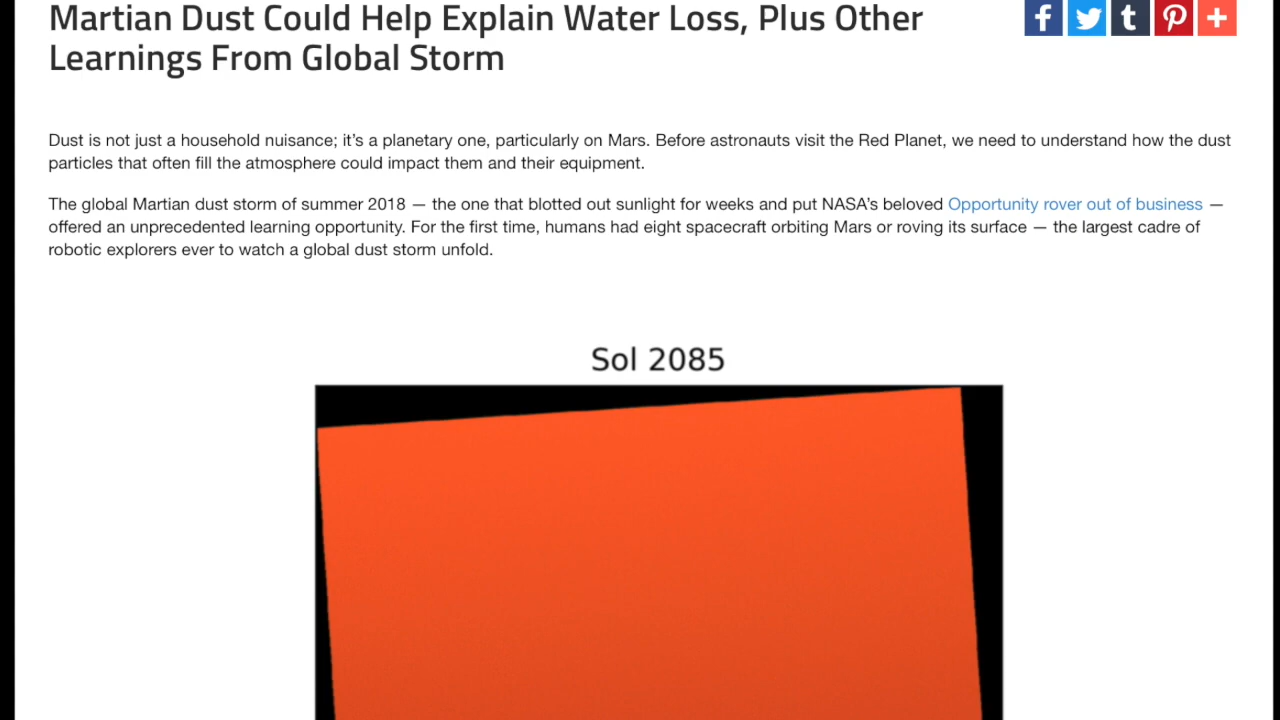 Martian Dust Could Help Explain Water Loss, Plus Other
Learnings From Global Storm
Dust is not just a household nuisance; it’s a planetary one, particularly on Mars. Before astronauts visit the Red Planet, we need to understand how the dust
particles that often fill the atmosphere could impact them and their equipment.
The global Martian dust storm of summer 2018 — the one that blotted out sunlight for weeks and put NASA’s beloved Opportunity rover out of business —
offered an unprecedented learning opportunity. For the first time, humans had eight spacecraft orbiting Mars or roving its surface — the largest cadre of
robotic explorers ever to watch a global dust storm unfold.
Sol 2085